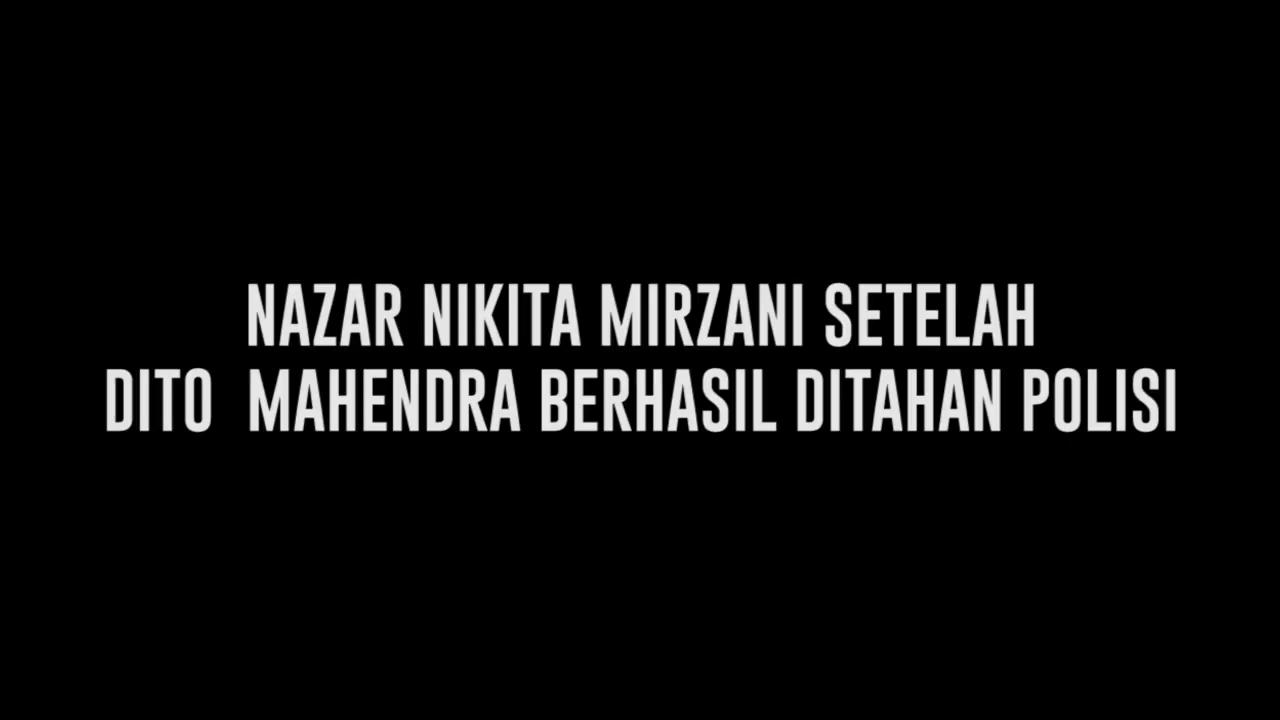 NAZAR NIKITA MIRZANI SETELAH
DITO  MAHENDRA BERHASIL DITAHAN POLISI